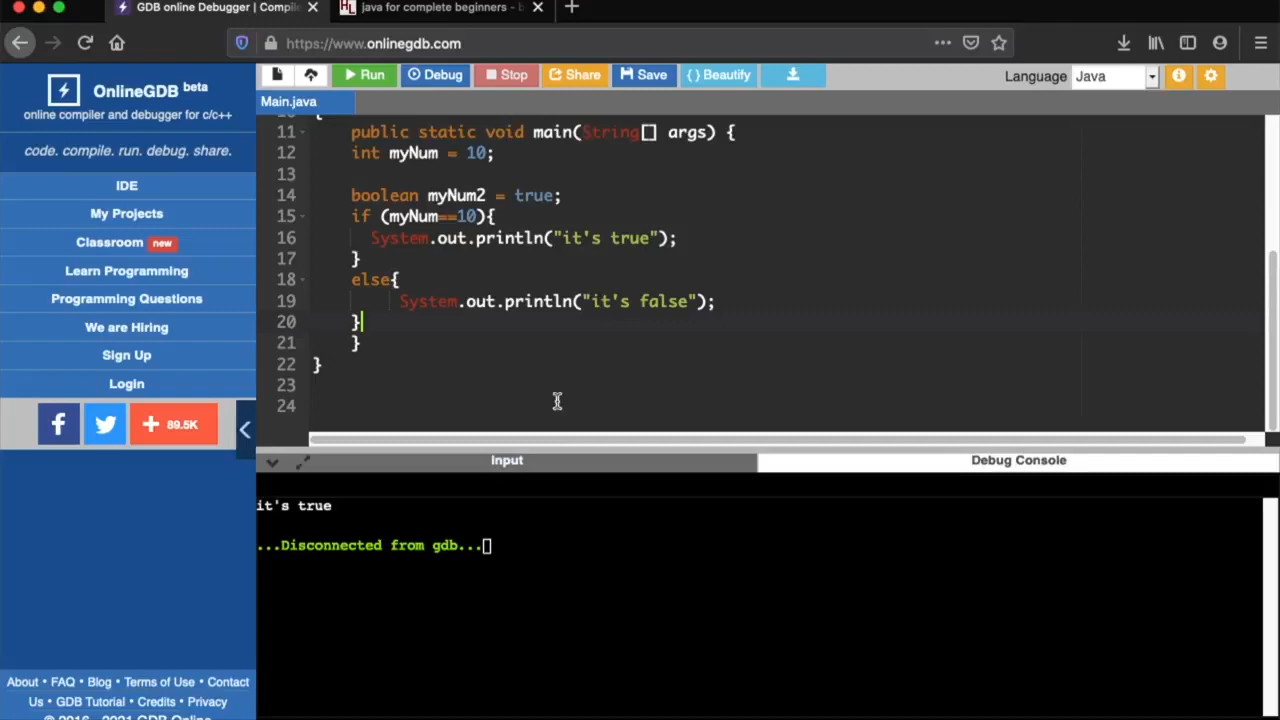 GDB online Debugger | Compile
java for complete beginners - b
https://www.onlinegdb.com
OnlineGDB beta
online compiler and debugger for c/c++
code. compile. run. debug. share.
IDE
My Projects
Classroom new
Learn Programming
Programming Questions
We are Hiring
Sign Up
Login
+ 89.5K
About • FAQ • Blog • Terms of Use • Contact
Us • GDB Tutorial • Credits • Privacy
© 2016 - 2021 GDB Online
Run Debug Stop Share Save { } Beautify Language Java
Main.java
11 public static void main(String[] args) {
12 int myNum = 10;
13
14 boolean myNum2 = true;
15 if (myNum==10){
16 System.out.println("it's true");
17 }
18 else{
19 System.out.println("it's false");
20 }
21 }
22 }
23
24
Input Debug Console
it's true
...Disconnected from gdb...